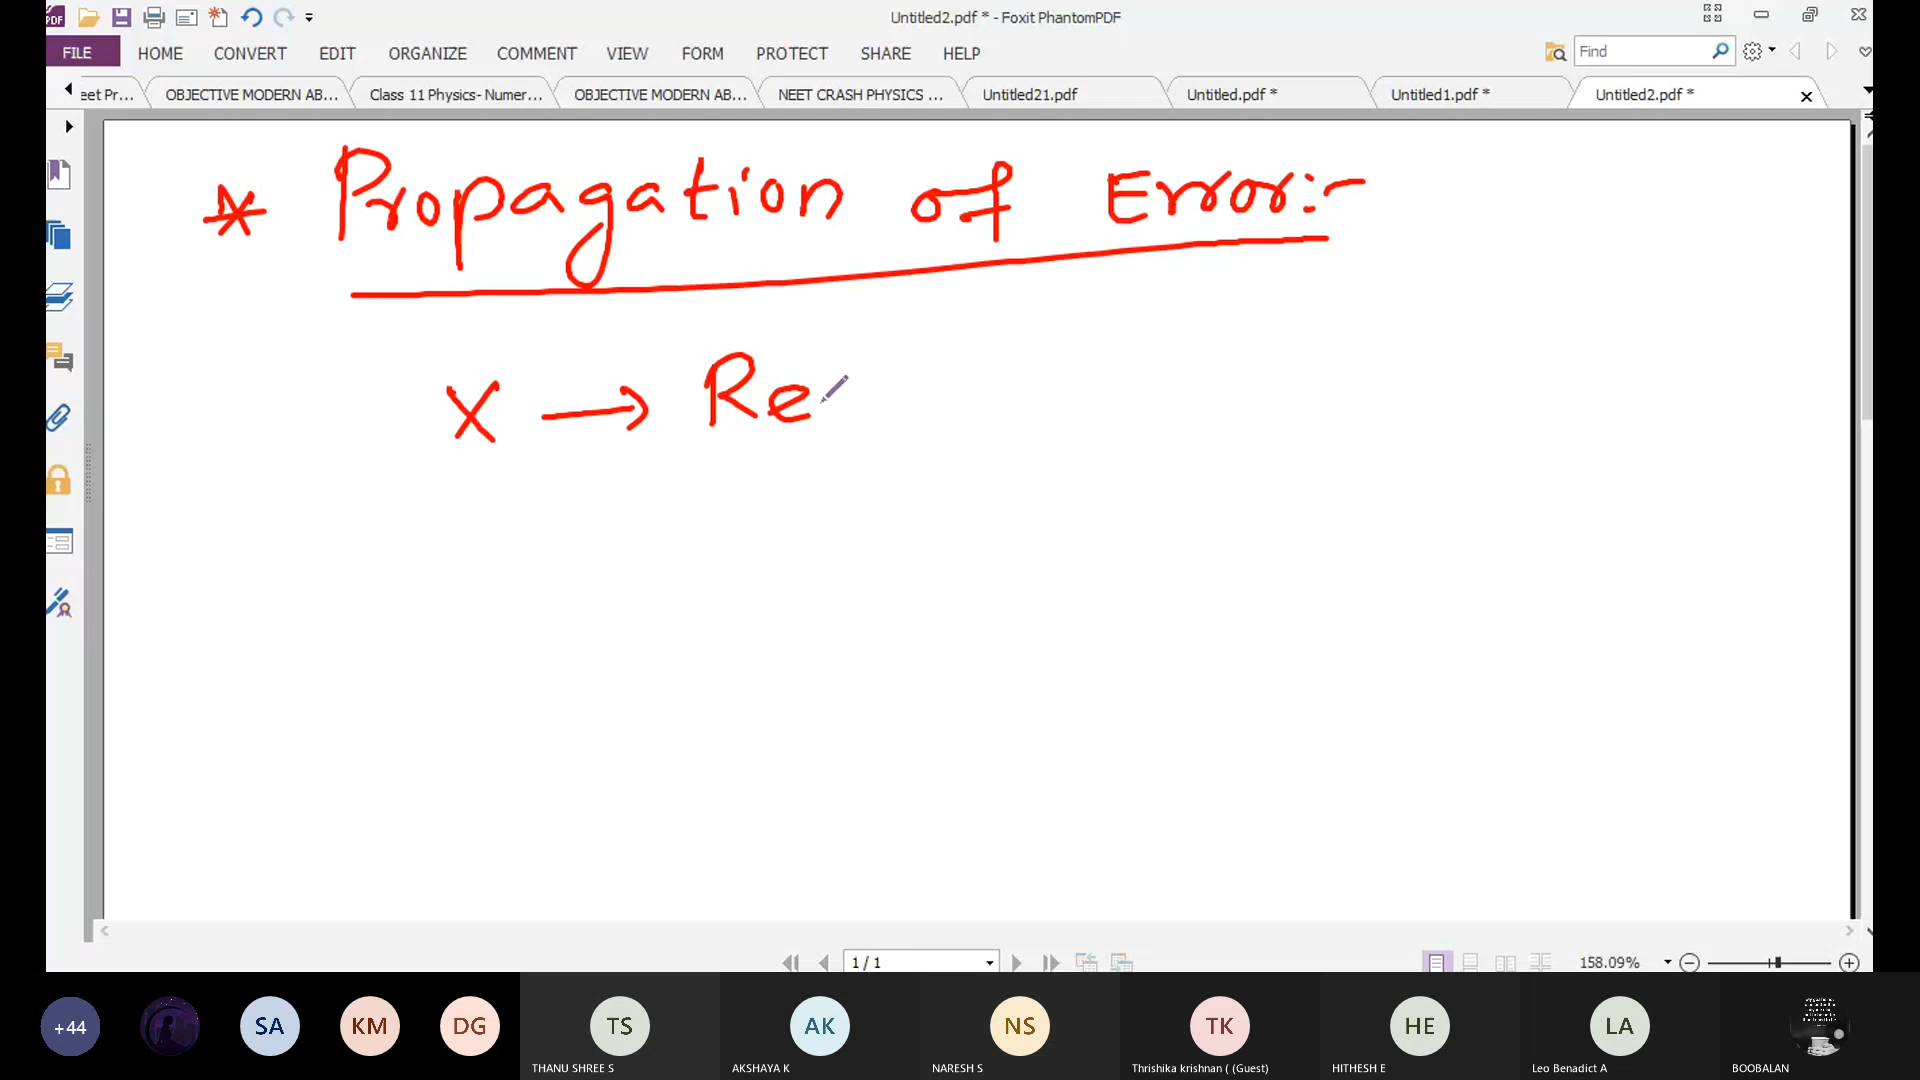 PDF
Untitled2.pdf * - Foxit PhantomPDF
FILE HOME CONVERT EDIT ORGANIZE COMMENT VIEW FORM PROTECT SHARE HELP Find
eet Pr... OBJECTIVE MODERN AB... Class 11 Physics- Numer... OBJECTIVE MODERN AB... NEET CRASH PHYSICS ... Untitled21.pdf Untitled.pdf * Untitled1.pdf * Untitled2.pdf *
* Propagation of Error:-
X → Re
1 / 1 158.09%
+44 SA KM DG TS AK NS TK HE LA
THANU SHREE S AKSHAYA K NARESH S Thrishika krishnan ( (Guest) HITHESH E Leo Benadict A BOOBALAN